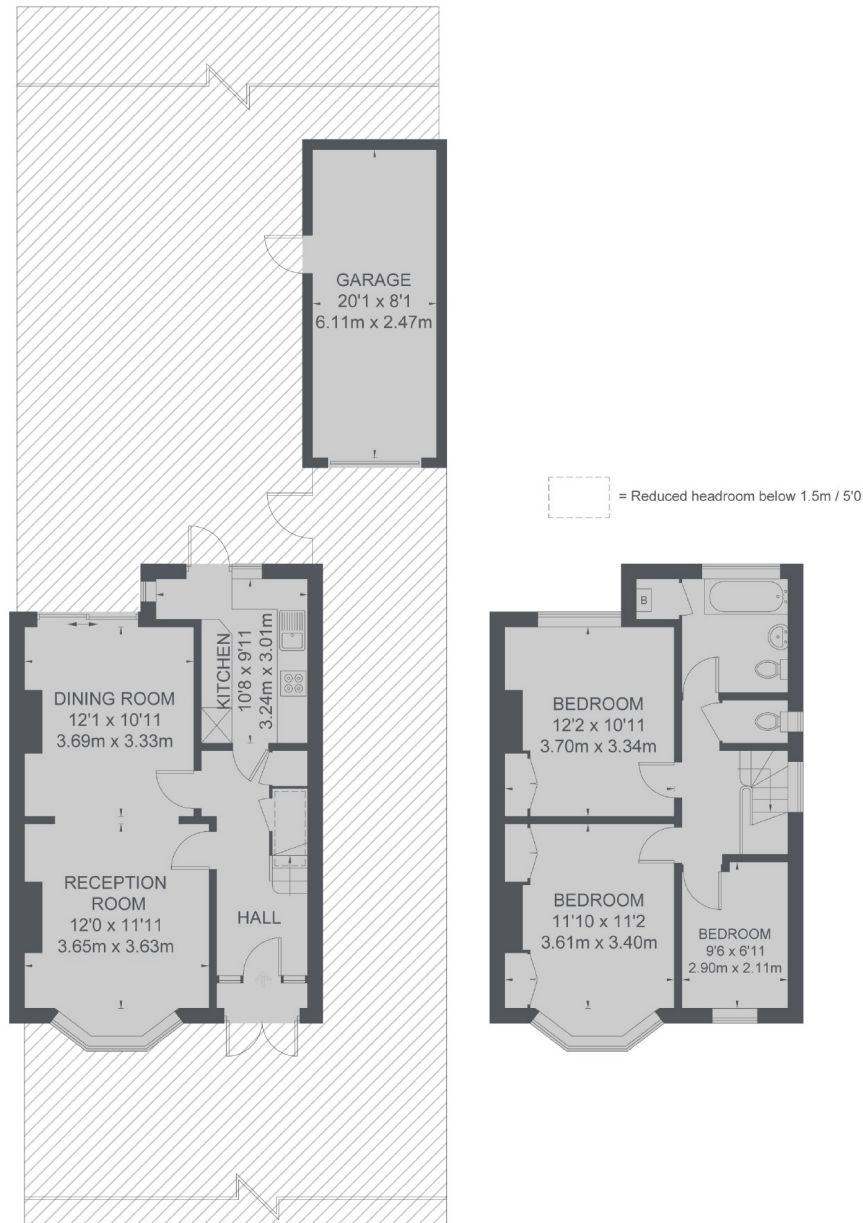 GARAGE
20'1 x 8'1
6.11m x 2.47m
= Reduced headroom below 1.5m / 5'0
KITCHEN
10'8 x 9'11
3.24m x 3.01m
DINING ROOM
12'1 x 10'11
3.69m x 3.33m
RECEPTION
ROOM
12'0 x 11'11
3.65m x 3.63m
HALL
B
BEDROOM
12'2 x 10'11
3.70m x 3.34m
BEDROOM
11'10 x 11'2
3.61m x 3.40m
BEDROOM
9'6 x 6'11
2.90m x 2.11m